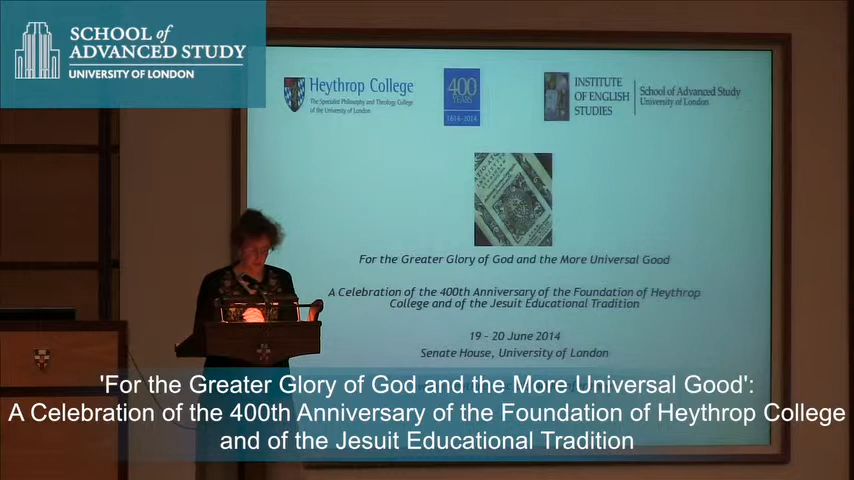 SCHOOL of
ADVANCED STUDY
UNIVERSITY OF LONDON
Heythrop College
The Specialist Philosophy and Theology College
of the University of London
400
YEARS
1614-2014
INSTITUTE
OF ENGLISH
STUDIES
School of Advanced Study
University of London
For the Greater Glory of God and the More Universal Good
A Celebration of the 400th Anniversary of the Foundation of Heythrop
College and of the Jesuit Educational Tradition
19 - 20 June 2014
Senate House, University of London
'For the Greater Glory of God and the More Universal Good':
A Celebration of the 400th Anniversary of the Foundation of Heythrop College
and of the Jesuit Educational Tradition